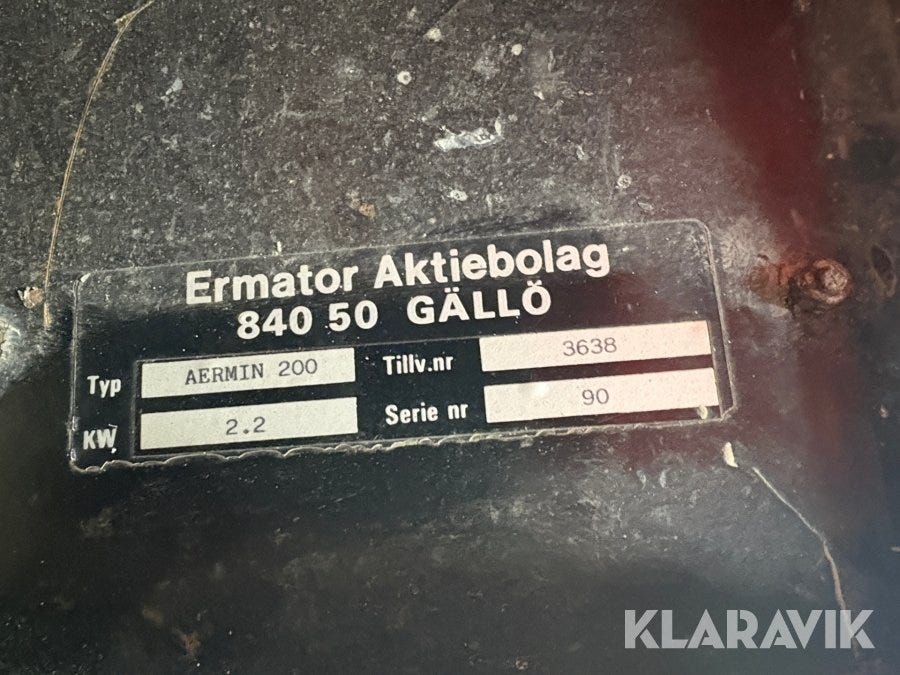 Ermator Aktiebolag
840 50 GÄLLÖ
Typ AERMIN 200 Tillv.nr 3638
KW 2.2 Serie nr 90
KLARAVIK